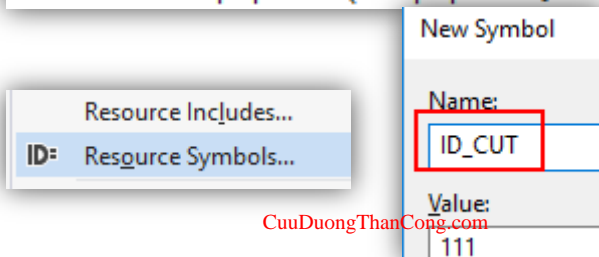 New Symbol
Resource Includes...
ID= Resource Symbols...
Name:
ID_CUT
Value:
111
CuuDuongThanCong.com